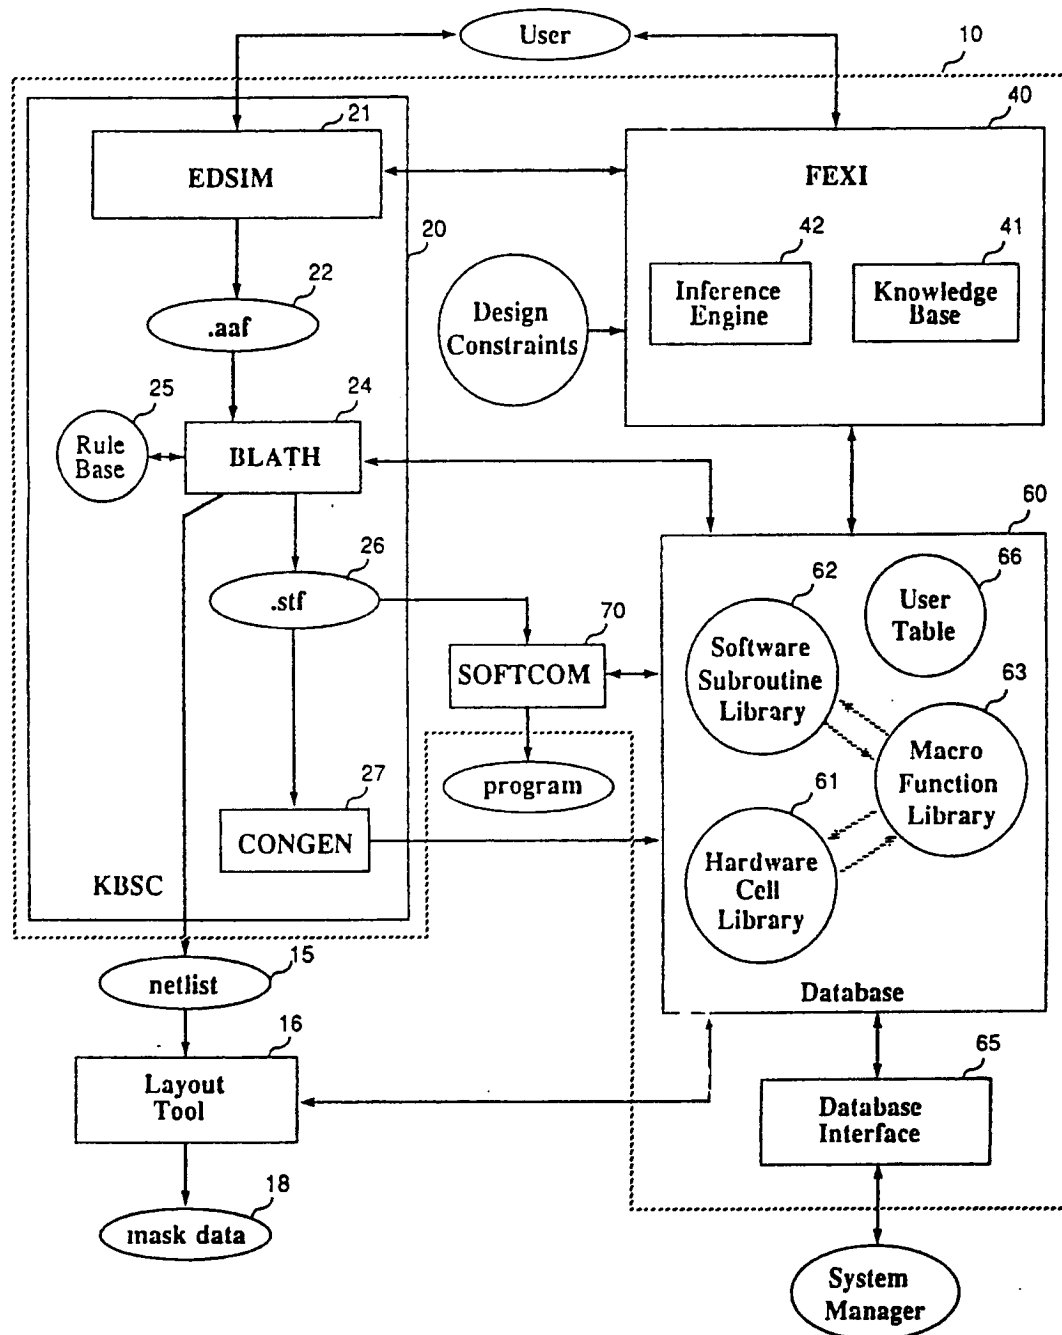 User
10
21
EDSIM
40
FEXI
42
Inference
Engine
41
Knowledge
Base
20
22
.aaf
Design
Constraints
25
Rule
Base
24
BLATH
60
26
.stf
62
Software
Subroutine
Library
66
User
Table
70
SOFTCOM
63
Macro
Function
Library
program
27
CONGEN
61
Hardware
Cell
Library
KBSC
Database
15
netlist
16
Layout
Tool
65
Database
Interface
18
mask data
System
Manager